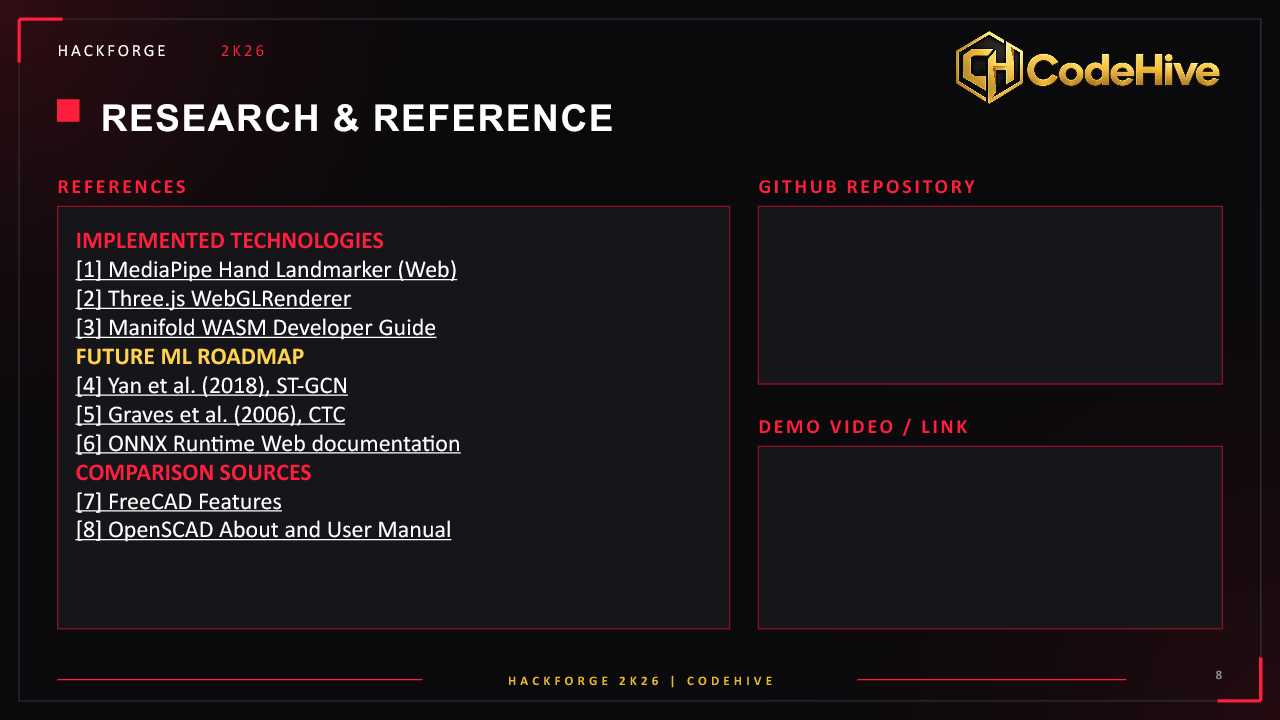 HACKFORGE 2K26
CodeHive
RESEARCH & REFERENCE
REFERENCES
IMPLEMENTED TECHNOLOGIES
[1] MediaPipe Hand Landmarker (Web)
[2] Three.js WebGLRenderer
[3] Manifold WASM Developer Guide
FUTURE ML ROADMAP
[4] Yan et al. (2018), ST-GCN
[5] Graves et al. (2006), CTC
[6] ONNX Runtime Web documentation
COMPARISON SOURCES
[7] FreeCAD Features
[8] OpenSCAD About and User Manual
GITHUB REPOSITORY
DEMO VIDEO / LINK
HACKFORGE 2K26 | CODEHIVE
8